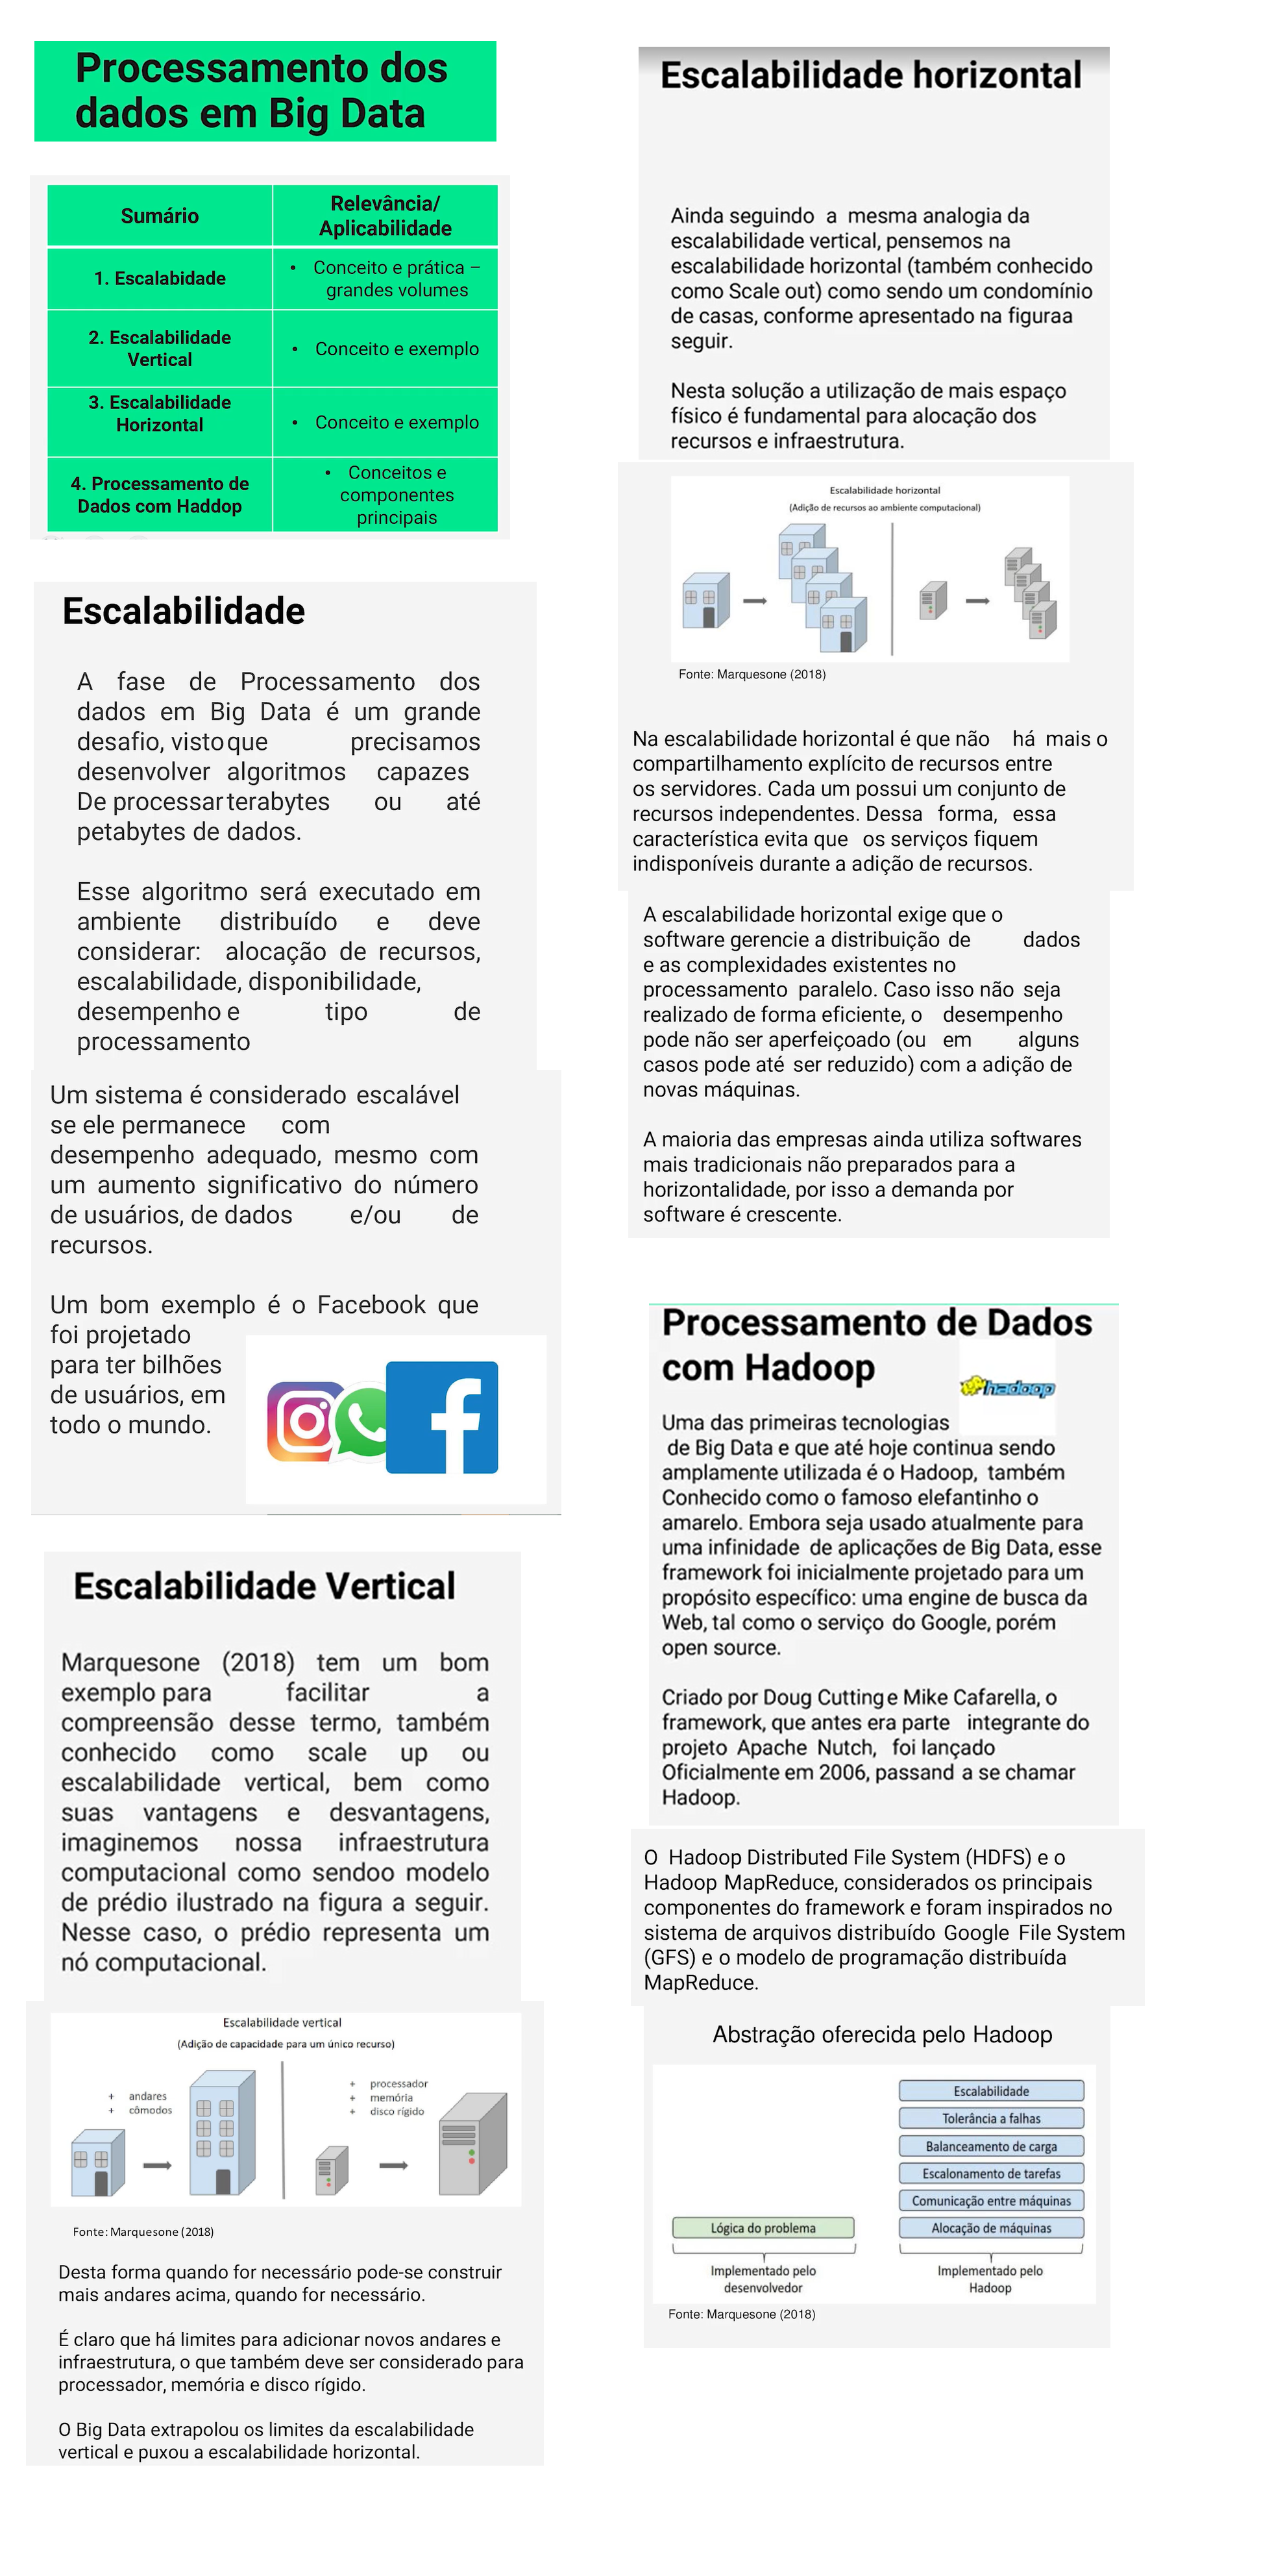 Processamento dos
dados em Big Data
Sumário
Relevância/
Aplicabilidade
1. Escalabidade
• Conceito e prática –
grandes volumes
2. Escalabilidade
Vertical
• Conceito e exemplo
3. Escalabilidade
Horizontal
• Conceito e exemplo
4. Processamento de
Dados com Haddop
• Conceitos e
componentes
principais
Escalabilidade
A fase de Processamento dos
dados em Big Data é um grande
desafio, visto que precisamos
desenvolver algoritmos capazes
De processar terabytes ou até
petabytes de dados.
Esse algoritmo será executado em
ambiente distribuído e deve
considerar: alocação de recursos,
escalabilidade, disponibilidade,
desempenho e tipo de
processamento
Um sistema é considerado escalável
se ele permanece com
desempenho adequado, mesmo com
um aumento significativo do número
de usuários, de dados e/ou de
recursos.
Um bom exemplo é o Facebook que
foi projetado
para ter bilhões
de usuários, em
todo o mundo.
Escalabilidade Vertical
Marquesone (2018) tem um bom
exemplo para facilitar a
compreensão desse termo, também
conhecido como scale up ou
escalabilidade vertical, bem como
suas vantagens e desvantagens,
imaginemos nossa infraestrutura
computacional como sendoo modelo
de prédio ilustrado na figura a seguir.
Nesse caso, o prédio representa um
nó computacional.
Escalabilidade vertical
(Adição de capacidade para um único recurso)
+ andares
+ cômodos
+ processador
+ memória
+ disco rígido
Fonte: Marquesone (2018)
Desta forma quando for necessário pode-se construir
mais andares acima, quando for necessário.
É claro que há limites para adicionar novos andares e
infraestrutura, o que também deve ser considerado para
processador, memória e disco rígido.
O Big Data extrapolou os limites da escalabilidade
vertical e puxou a escalabilidade horizontal.
Escalabilidade horizontal
Ainda seguindo a mesma analogia da
escalabilidade vertical, pensemos na
escalabilidade horizontal (também conhecido
como Scale out) como sendo um condomínio
de casas, conforme apresentado na figuraa
seguir.
Nesta solução a utilização de mais espaço
físico é fundamental para alocação dos
recursos e infraestrutura.
Escalabilidade horizontal
(Adição de recursos ao ambiente computacional)
Fonte: Marquesone (2018)
Na escalabilidade horizontal é que não há mais o
compartilhamento explícito de recursos entre
os servidores. Cada um possui um conjunto de
recursos independentes. Dessa forma, essa
característica evita que os serviços fiquem
indisponíveis durante a adição de recursos.
A escalabilidade horizontal exige que o
software gerencie a distribuição de dados
e as complexidades existentes no
processamento paralelo. Caso isso não seja
realizado de forma eficiente, o desempenho
pode não ser aperfeiçoado (ou em alguns
casos pode até ser reduzido) com a adição de
novas máquinas.
A maioria das empresas ainda utiliza softwares
mais tradicionais não preparados para a
horizontalidade, por isso a demanda por
software é crescente.
Processamento de Dados
com Hadoop
hadoop
Uma das primeiras tecnologias
de Big Data e que até hoje continua sendo
amplamente utilizada é o Hadoop, também
Conhecido como o famoso elefantinho o
amarelo. Embora seja usado atualmente para
uma infinidade de aplicações de Big Data, esse
framework foi inicialmente projetado para um
propósito específico: uma engine de busca da
Web, tal como o serviço do Google, porém
open source.
Criado por Doug Cutting e Mike Cafarella, o
framework, que antes era parte integrante do
projeto Apache Nutch, foi lançado
Oficialmente em 2006, passand a se chamar
Hadoop.
O Hadoop Distributed File System (HDFS) e o
Hadoop MapReduce, considerados os principais
componentes do framework e foram inspirados no
sistema de arquivos distribuído Google File System
(GFS) e o modelo de programação distribuída
MapReduce.
Abstração oferecida pelo Hadoop
Escalabilidade
Tolerância a falhas
Balanceamento de carga
Escalonamento de tarefas
Comunicação entre máquinas
Lógica do problema
Alocação de máquinas
Implementado pelo
desenvolvedor
Implementado pelo
Hadoop
Fonte: Marquesone (2018)